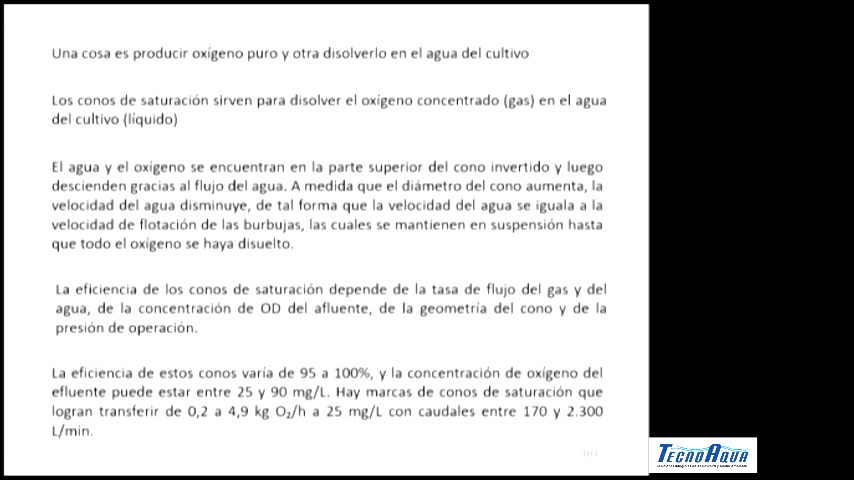 Una cosa es producir oxígeno puro y otra disolverlo en el agua del cultivo
Los conos de saturación sirven para disolver el oxígeno concentrado (gas) en el agua
del cultivo (líquido)
El agua y el oxígeno se encuentran en la parte superior del cono invertido y luego
descienden gracias al flujo del agua. A medida que el diámetro del cono aumenta, la
velocidad del agua disminuye, de tal forma que la velocidad del agua se iguala a la
velocidad de flotación de las burbujas, las cuales se mantienen en suspensión hasta
que todo el oxígeno se haya disuelto.
La eficiencia de los conos de saturación depende de la tasa de flujo del gas y del
agua, de la concentración de OD del afluente, de la geometría del cono y de la
presión de operación.
La eficiencia de estos conos varía de 95 a 100%, y la concentración de oxígeno del
efluente puede estar entre 25 y 90 mg/L. Hay marcas de conos de saturación que
logran transferir de 0,2 a 4,9 kg O₂/h a 25 mg/L con caudales entre 170 y 2.300
L/min.
TECNOAQUA